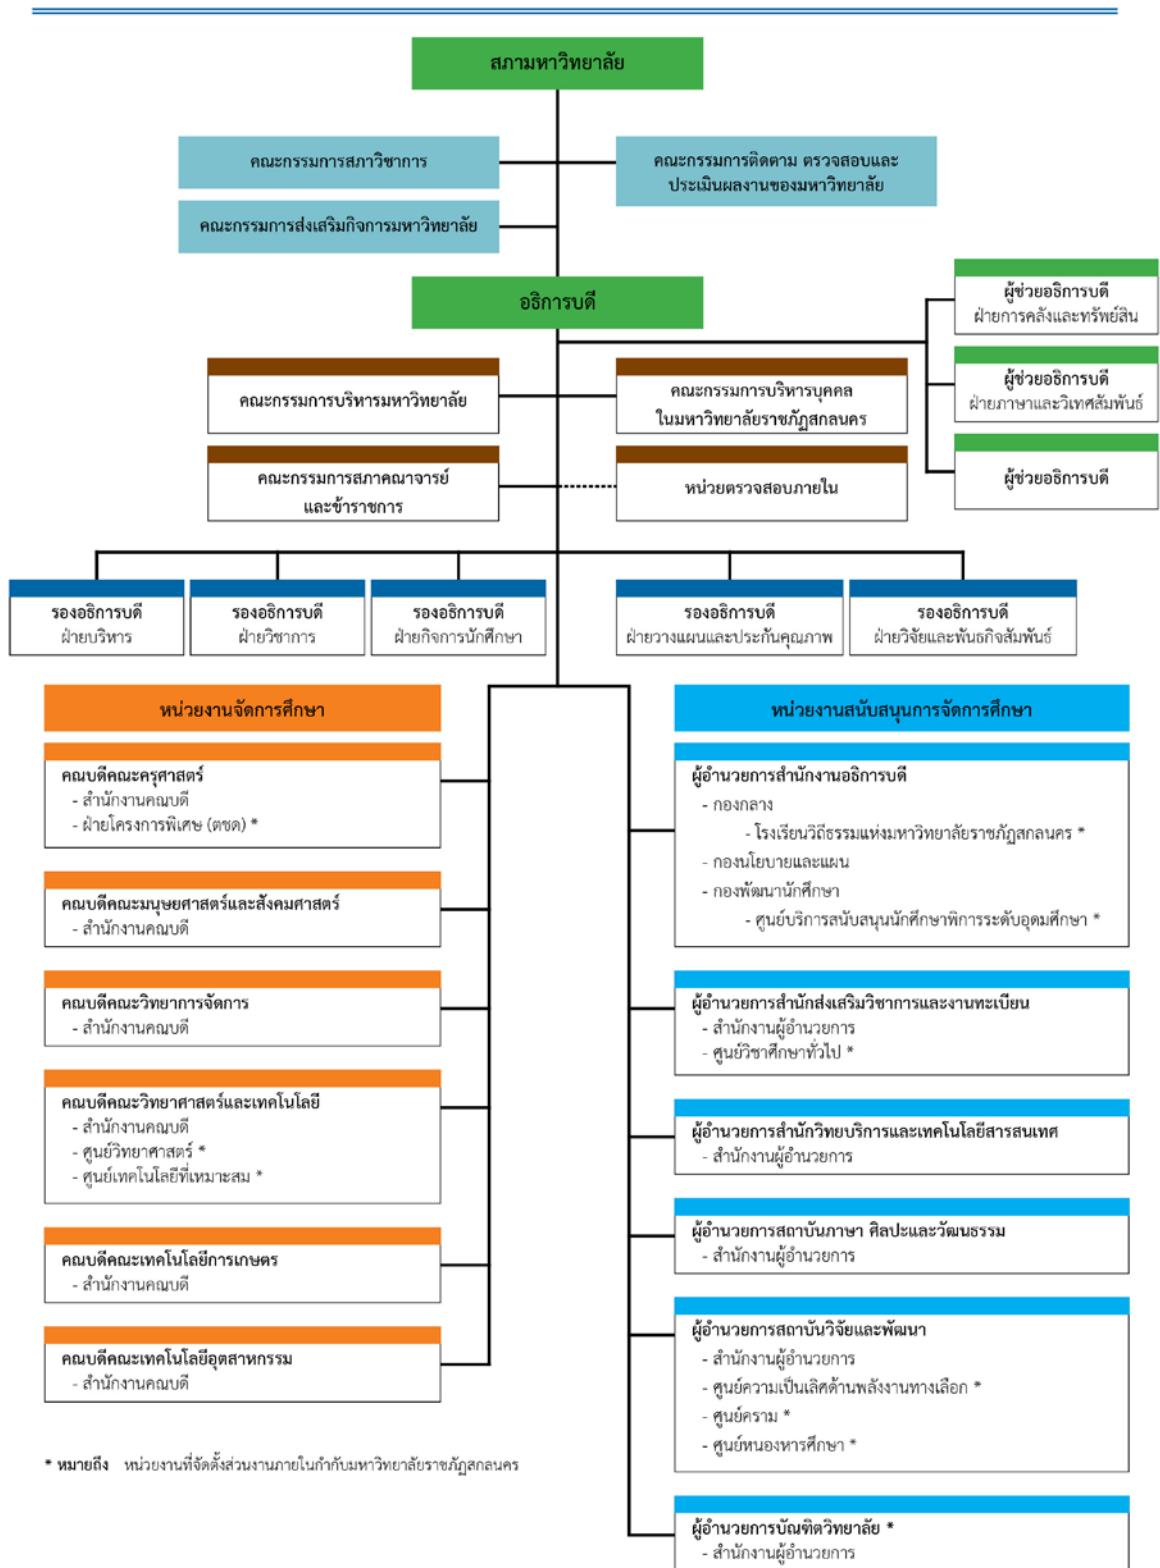 สภามหาวิทยาลัย
คณะกรรมการสภาวิชาการ
คณะกรรมการติดตาม ตรวจสอบและ
ประเมินผลงานของมหาวิทยาลัย
คณะกรรมการส่งเสริมกิจการมหาวิทยาลัย
อธิการบดี
ผู้ช่วยอธิการบดี
ฝ่ายการคลังและทรัพย์สิน
ผู้ช่วยอธิการบดี
ฝ่ายภาษาและวิเทศสัมพันธ์
ผู้ช่วยอธิการบดี
คณะกรรมการบริหารมหาวิทยาลัย
คณะกรรมการบริหารบุคคล
ในมหาวิทยาลัยราชภัฏสกลนคร
คณะกรรมการสภาคณาจารย์
และข้าราชการ
หน่วยตรวจสอบภายใน
รองอธิการบดี
ฝ่ายบริหาร
รองอธิการบดี
ฝ่ายวิชาการ
รองอธิการบดี
ฝ่ายกิจการนักศึกษา
รองอธิการบดี
ฝ่ายวางแผนและประกันคุณภาพ
รองอธิการบดี
ฝ่ายวิจัยและพันธกิจสัมพันธ์
หน่วยงานจัดการศึกษา
คณบดีคณะครุศาสตร์
- สำนักงานคณบดี
- ฝ่ายโครงการพิเศษ (ตชด) *
คณบดีคณะมนุษยศาสตร์และสังคมศาสตร์
- สำนักงานคณบดี
คณบดีคณะวิทยาการจัดการ
- สำนักงานคณบดี
คณบดีคณะวิทยาศาสตร์และเทคโนโลยี
- สำนักงานคณบดี
- ศูนย์วิทยาศาสตร์ *
- ศูนย์เทคโนโลยีที่เหมาะสม *
คณบดีคณะเทคโนโลยีการเกษตร
- สำนักงานคณบดี
คณบดีคณะเทคโนโลยีอุตสาหกรรม
- สำนักงานคณบดี
* หมายถึง หน่วยงานที่จัดตั้งส่วนงานภายในกำกับมหาวิทยาลัยราชภัฏสกลนคร
หน่วยงานสนับสนุนการจัดการศึกษา
ผู้อำนวยการสำนักงานอธิการบดี
- กองกลาง
- โรงเรียนวิถีธรรมแห่งมหาวิทยาลัยราชภัฏสกลนคร *
- กองนโยบายและแผน
- กองพัฒนานักศึกษา
- ศูนย์บริการสนับสนุนนักศึกษาพิการระดับอุดมศึกษา *
ผู้อำนวยการสำนักส่งเสริมวิชาการและงานทะเบียน
- สำนักงานผู้อำนวยการ
- ศูนย์วิชาศึกษาทั่วไป *
ผู้อำนวยการสำนักวิทยบริการและเทคโนโลยีสารสนเทศ
- สำนักงานผู้อำนวยการ
ผู้อำนวยการสถาบันภาษา ศิลปะและวัฒนธรรม
- สำนักงานผู้อำนวยการ
ผู้อำนวยการสถาบันวิจัยและพัฒนา
- สำนักงานผู้อำนวยการ
- ศูนย์ความเป็นเลิศด้านพลังงานทางเลือก *
- ศูนย์คราม *
- ศูนย์หนองหารศึกษา *
ผู้อำนวยการบัณฑิตวิทยาลัย *
- สำนักงานผู้อำนวยการ